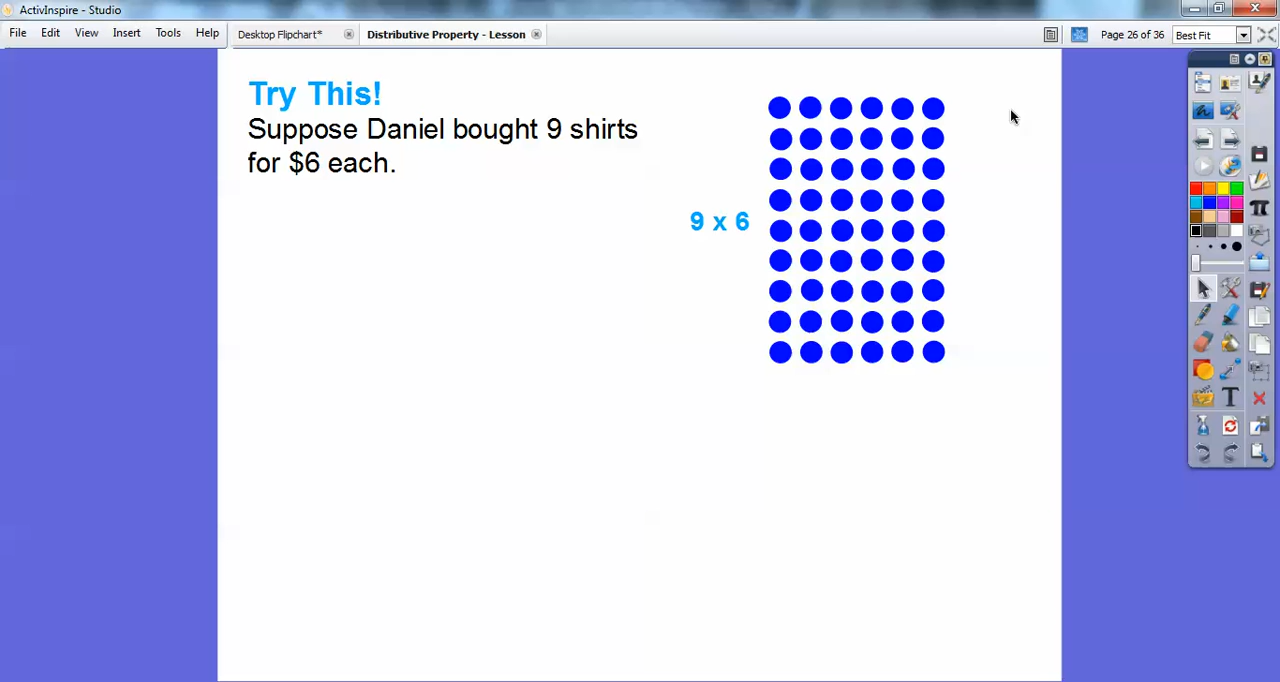 ActivInspire - Studio
File Edit View Insert Tools Help Desktop Flipchart* Distributive Property - Lesson Page 26 of 36 Best Fit
Try This!
Suppose Daniel bought 9 shirts
for $6 each.
9 x 6